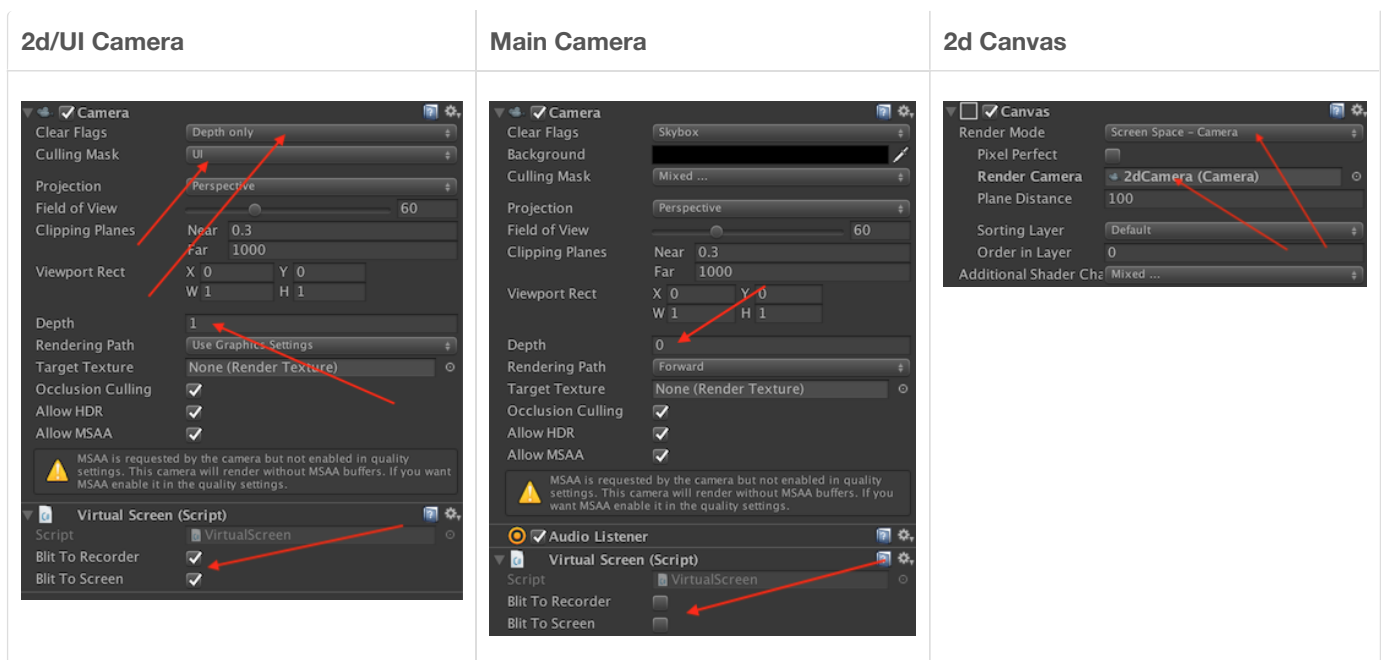 2d/UI Camera
Camera
Clear Flags Depth only
Culling Mask UI
Projection Perspective
Field of View 60
Clipping Planes Near 0.3
Far 1000
Viewport Rect X 0 Y 0
W 1 H 1
Depth 1
Rendering Path Use Graphics Settings
Target Texture None (Render Texture)
Occlusion Culling
Allow HDR
Allow MSAA
MSAA is requested by the camera but not enabled in quality
settings. This camera will render without MSAA buffers. If you want
MSAA enable it in the quality settings.
Virtual Screen (Script)
Script VirtualScreen
Blit To Recorder
Blit To Screen
Main Camera
Camera
Clear Flags Skybox
Background
Culling Mask Mixed ...
Projection Perspective
Field of View 60
Clipping Planes Near 0.3
Far 1000
Viewport Rect X 0 Y 0
W 1 H 1
Depth 0
Rendering Path Forward
Target Texture None (Render Texture)
Occlusion Culling
Allow HDR
Allow MSAA
MSAA is requested by the camera but not enabled in quality
settings. This camera will render without MSAA buffers. If you
want MSAA enable it in the quality settings.
Audio Listener
Virtual Screen (Script)
Script VirtualScreen
Blit To Recorder
Blit To Screen
2d Canvas
Canvas
Render Mode Screen Space - Camera
Pixel Perfect
Render Camera 2dCamera (Camera)
Plane Distance 100
Sorting Layer Default
Order in Layer 0
Additional Shader Cha Mixed ...